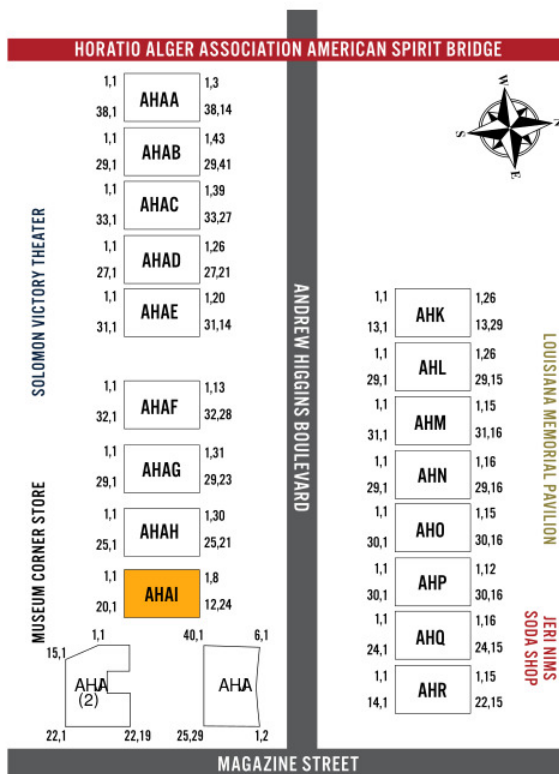 HORATIO ALGER ASSOCIATION AMERICAN SPIRIT BRIDGE
W
N
S
E
1,1 AHAA 1,3
38,1 38,14
1,1 AHAB 1,43
29,1 29,41
1,1 AHAC 1,39
33,1 33,27
1,1 AHAD 1,26
27,1 27,21
1,1 AHAE 1,20
31,1 31,14
1,1 AHAF 1,13
32,1 32,28
1,1 AHAG 1,31
29,1 29,23
1,1 AHAH 1,30
25,1 25,21
1,1 AHAI 1,8
20,1 12,24
1,1
15,1
AHA
(2)
22,1 22,19
40,1 6,1
AHA
25,29 1,2
SOLOMON VICTORY THEATER
MUSEUM CORNER STORE
ANDREW HIGGINS BOULEVARD
1,1 AHK 1,26
13,1 13,29
1,1 AHL 1,26
29,1 29,15
1,1 AHM 1,15
31,1 31,16
1,1 AHN 1,16
29,1 29,16
1,1 AHO 1,15
30,1 30,16
1,1 AHP 1,12
30,1 30,16
1,1 AHQ 1,16
24,1 24,15
1,1 AHR 1,15
14,1 22,15
LOUISIANA MEMORIAL PAVILION
JERI NIMS
SODA SHOP
MAGAZINE STREET